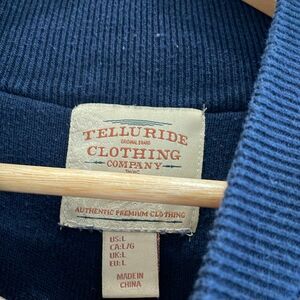 TELLURIDE
ORIGINAL BRAND
CLOTHING
COMPANY
AUTHENTIC PREMIUM CLOTHING
US:L
CA:L/G
UK:L
EU:L
MADE IN
CHINA